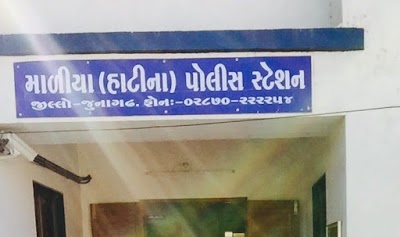 માળીયા (હાટીના) પોલીસ સ્ટેશન
જીલ્લો-જુનાગઢ. ફોનઃ-૦૨૮૭૦-૨૨૨૨૫૪